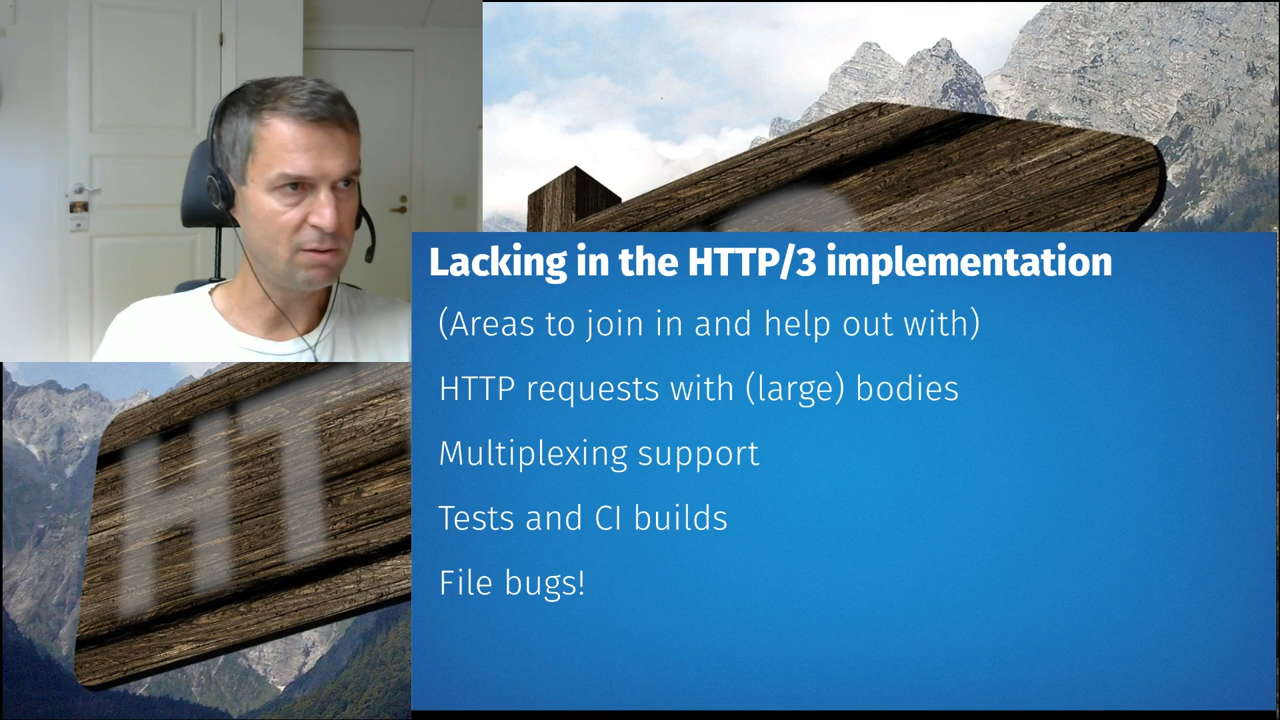 HT
Lacking in the HTTP/3 implementation
(Areas to join in and help out with)
HTTP requests with (large) bodies
Multiplexing support
Tests and CI builds
File bugs!